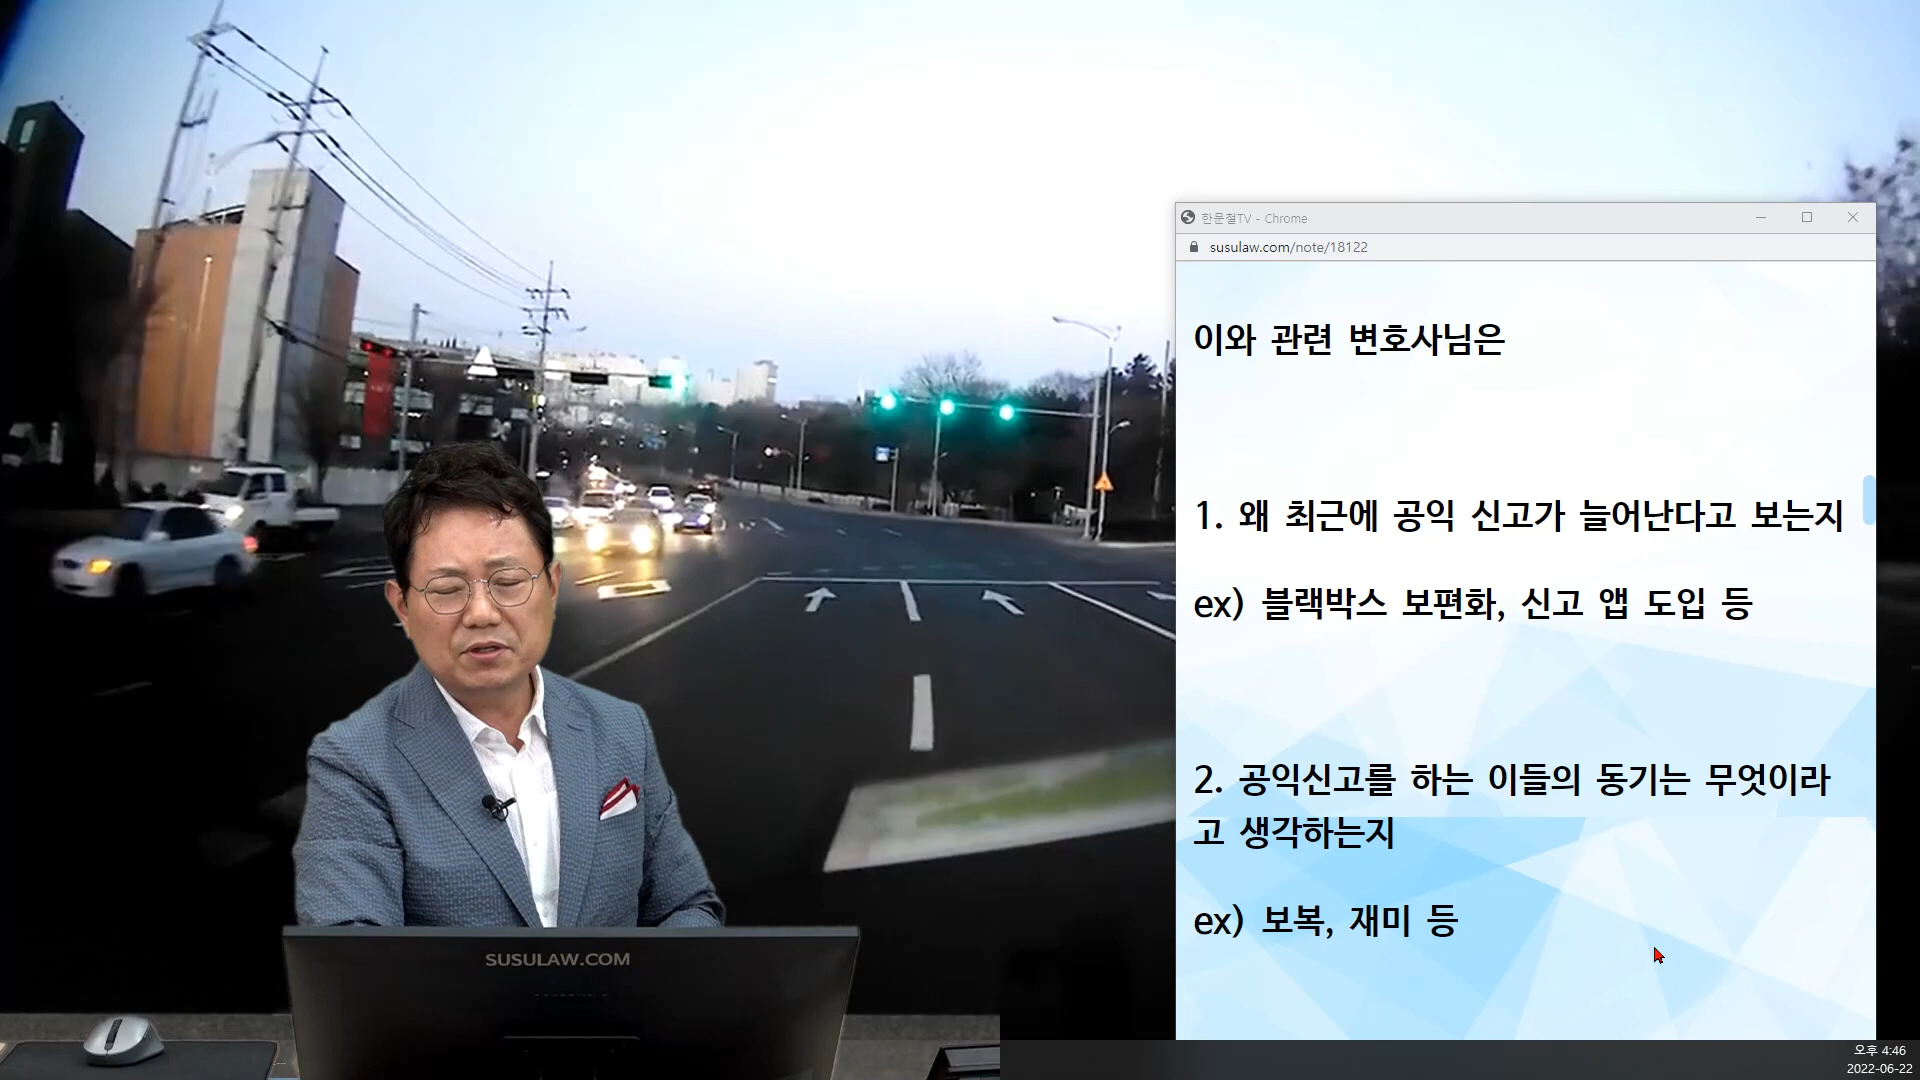 한문철TV - Chrome
susulaw.com/note/18122
이와 관련 변호사님은
1. 왜 최근에 공익 신고가 늘어난다고 보는지
ex) 블랙박스 보편화, 신고 앱 도입 등
2. 공익신고를 하는 이들의 동기는 무엇이라
고 생각하는지
ex) 보복, 재미 등
SUSULAW.COM
오후 4:46
2022-06-22